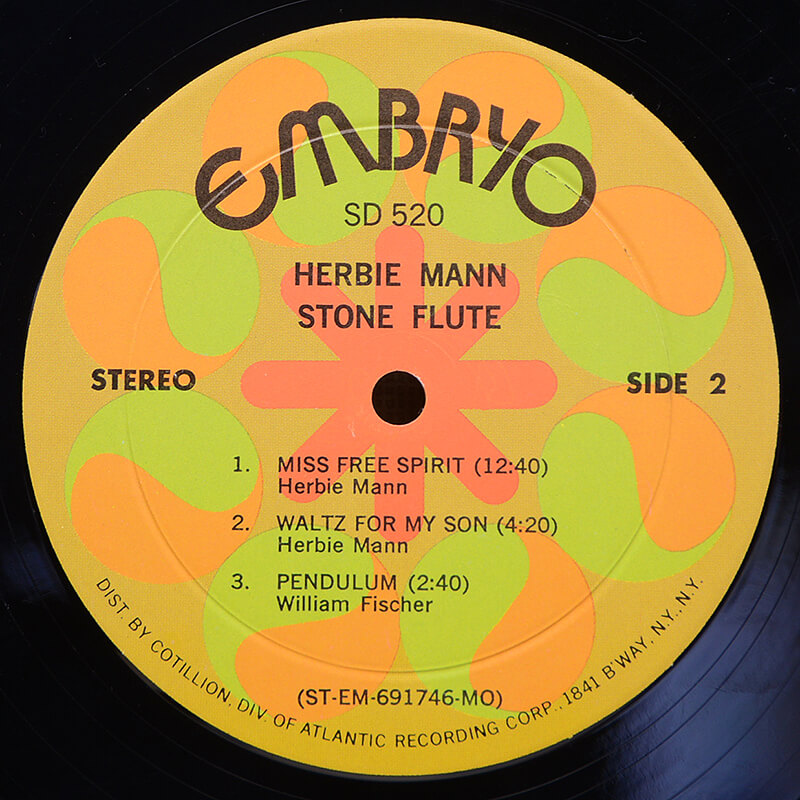 EMBRYO
SD 520
HERBIE MANN
STONE FLUTE
STEREO
SIDE 2
1. MISS FREE SPIRIT (12:40)
Herbie Mann
2. WALTZ FOR MY SON (4:20)
Herbie Mann
3. PENDULUM (2:40)
William Fischer
(ST-EM-691746-MO)
DIST. BY COTILLION, DIV. OF ATLANTIC RECORDING CORP., 1841 B'WAY, N.Y., N.Y.